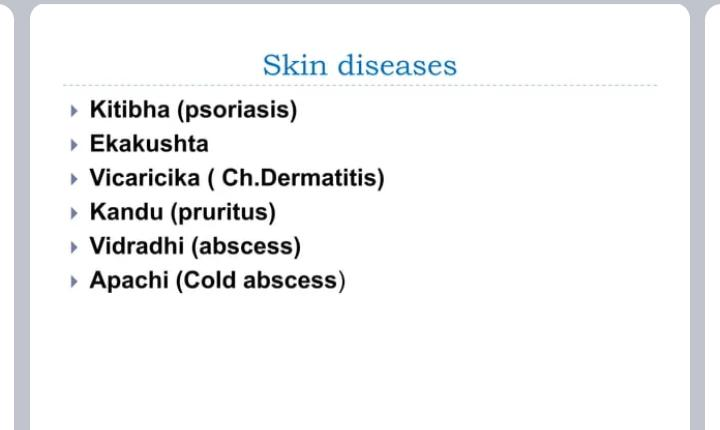 Skin diseases
Kitibha (psoriasis)
Ekakushta
Vicaricika ( Ch.Dermatitis)
Kandu (pruritus)
Vidradhi (abscess)
Apachi (Cold abscess)